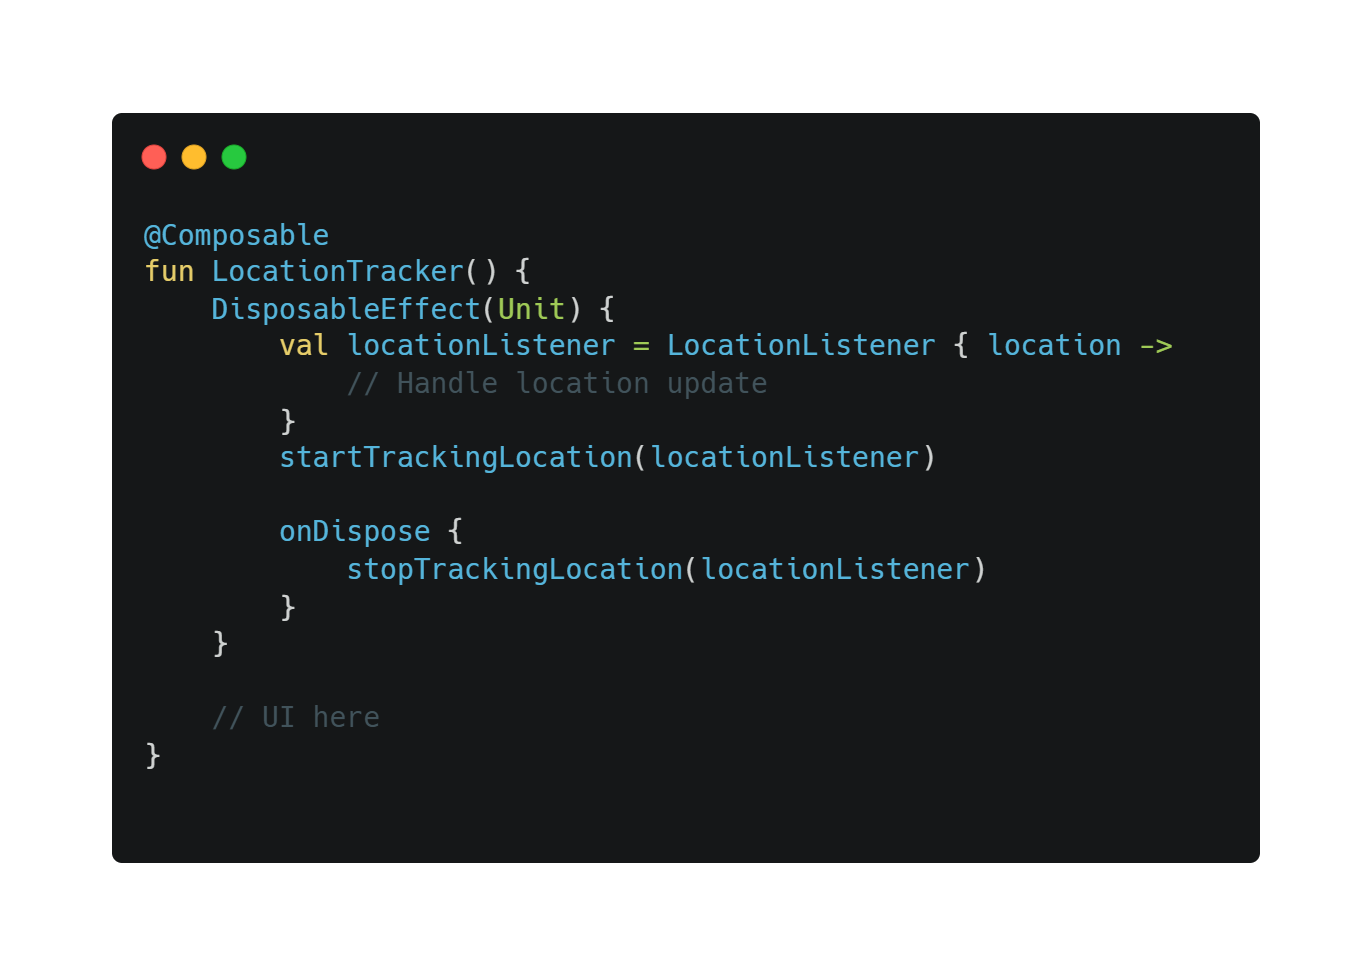 @Composable
fun LocationTracker() {
    DisposableEffect(Unit) {
        val locationListener = LocationListener { location ->
            // Handle location update
        }
        startTrackingLocation(locationListener)

        onDispose {
            stopTrackingLocation(locationListener)
        }
    }

    // UI here
}